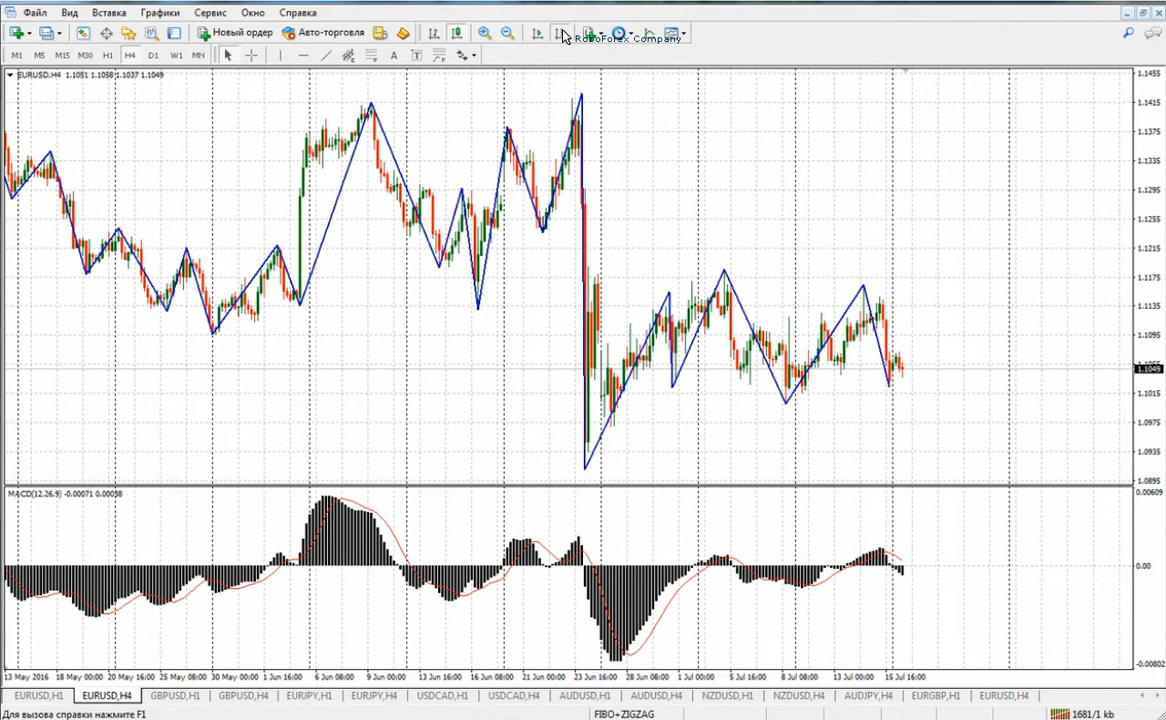 Файл Вид Вставка Графики Сервис Окно Справка
Новый ордер Авто-торговля
RoboForex Company
M1 M5 M15 M30 H1 H4 D1 W1 MN A T
EURUSD,H4 1.1051 1.1058 1.1037 1.1049
1.1455
1.1415
1.1375
1.1335
1.1295
1.1255
1.1215
1.1175
1.1135
1.1095
1.1055
1.1049
1.1015
1.0975
1.0935
1.0895
MACD(12,26,9) -0.00071 0.00058
0.00609
0.00
-0.00802
13 May 2016 18 May 00:00 20 May 16:00 25 May 08:00 30 May 00:00 1 Jun 16:00 6 Jun 08:00 9 Jun 00:00 13 Jun 16:00 16 Jun 08:00 21 Jun 00:00 23 Jun 16:00 28 Jun 08:00 1 Jul 00:00 5 Jul 16:00 8 Jul 08:00 13 Jul 00:00 15 Jul 16:00
EURUSD,H1 EURUSD,H4 GBPUSD,H1 GBPUSD,H4 EURJPY,H1 EURJPY,H4 USDCAD,H1 USDCAD,H4 AUDUSD,H1 AUDUSD,H4 NZDUSD,H1 NZDUSD,H4 AUDJPY,H4 EURGBP,H1 EURUSD,H4
Для вызова справки нажмите F1 FIBO+ZIGZAG 1681/1 kb